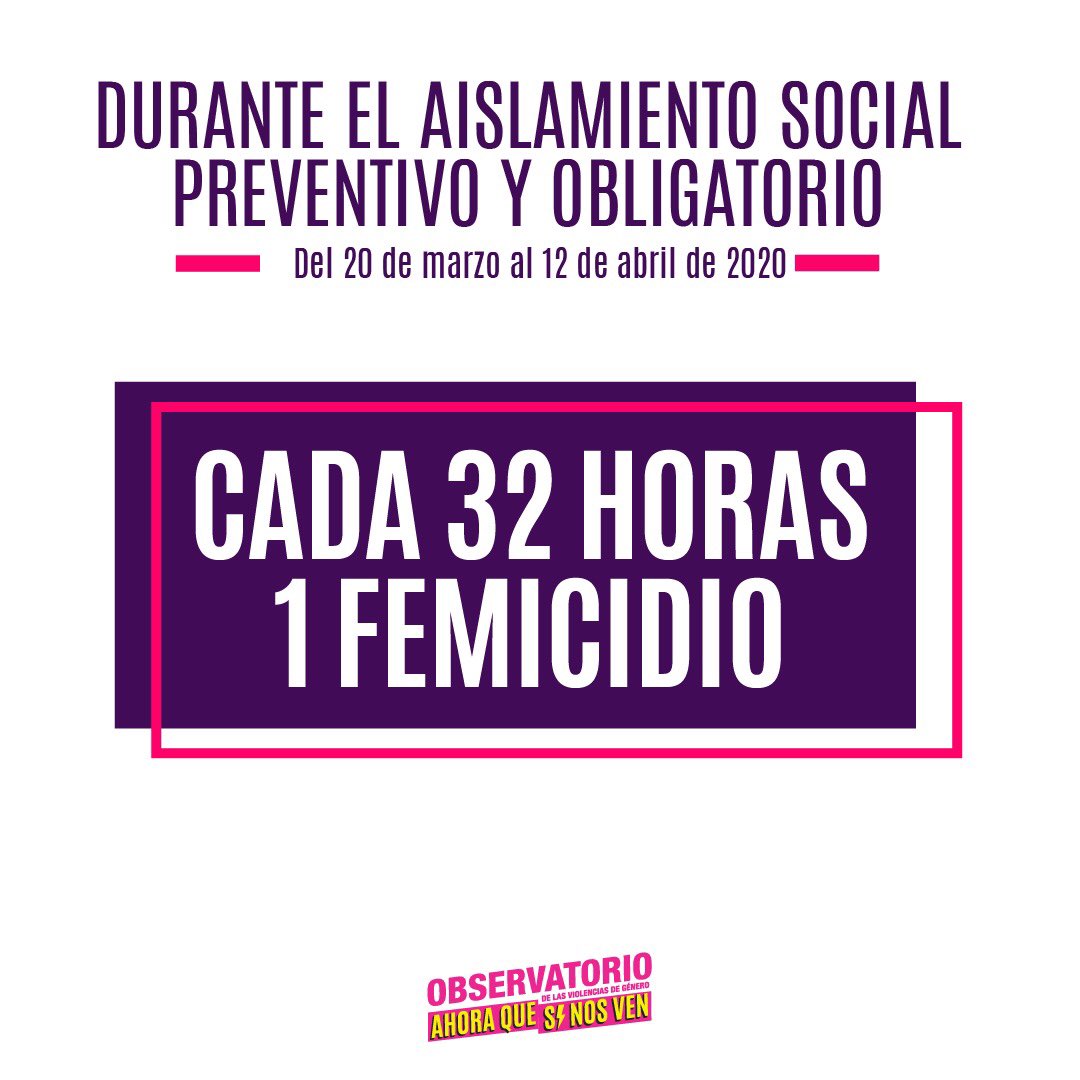 DURANTE EL AISLAMIENTO SOCIAL
PREVENTIVO Y OBLIGATORIO
Del 20 de marzo al 12 de abril de 2020
CADA 32 HORAS
1 FEMICIDIO
OBSERVATORIO
DE LAS VIOLENCIAS DE GÉNERO
AHORA QUE SÍ NOS VEN